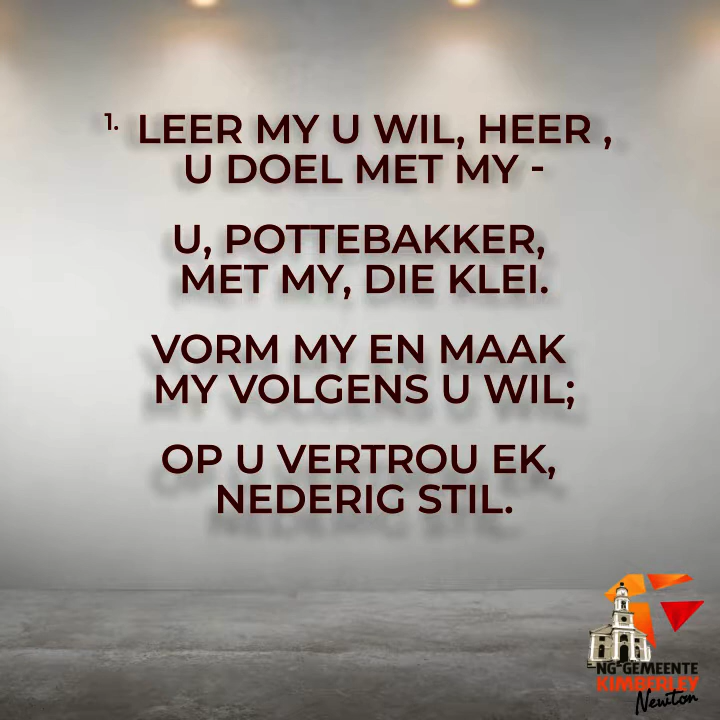 1. LEER MY U WIL, HEER ,
U DOEL MET MY -
U, POTTEBAKKER,
MET MY, DIE KLEI.
VORM MY EN MAAK
MY VOLGENS U WIL;
OP U VERTROU EK,
NEDERIG STIL.
NG GEMEENTE
KIMBERLEY
Newton